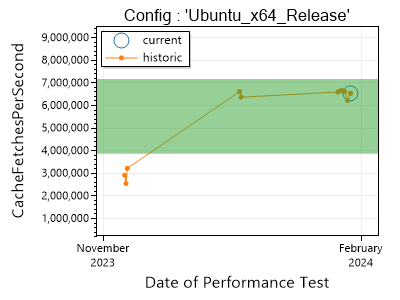 Config : 'Ubuntu_x64_Release'
current
historic
CacheFetchesPerSecond
9,000,000
8,000,000
7,000,000
6,000,000
5,000,000
4,000,000
3,000,000
2,000,000
1,000,000
November
2023
February
2024
Date of Performance Test